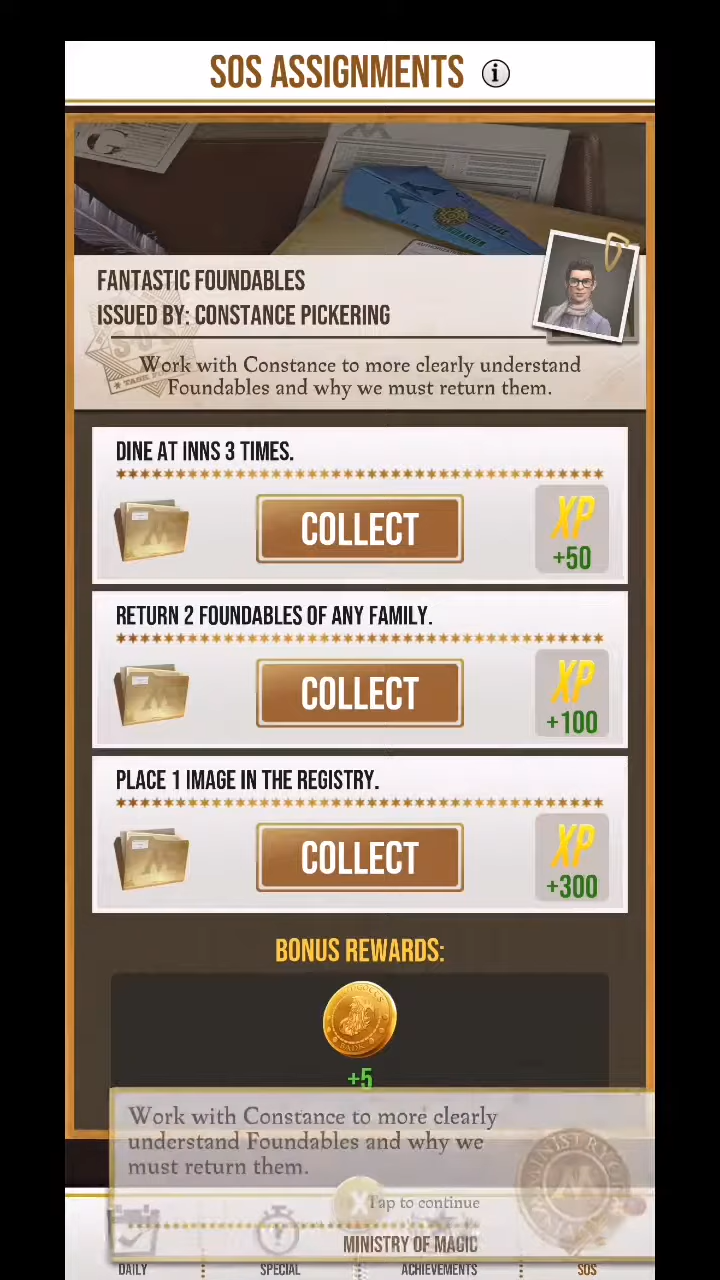 SOS ASSIGNMENTS i
FANTASTIC FOUNDABLES
ISSUED BY: CONSTANCE PICKERING
Work with Constance to more clearly understand
Foundables and why we must return them.
DINE AT INNS 3 TIMES.
COLLECT
XP
+50
RETURN 2 FOUNDABLES OF ANY FAMILY.
COLLECT
XP
+100
PLACE 1 IMAGE IN THE REGISTRY.
COLLECT
XP
+300
BONUS REWARDS:
+5
Work with Constance to more clearly
understand Foundables and why we
must return them.
Tap to continue
MINISTRY OF MAGIC
DAILY
SPECIAL
ACHIEVEMENTS
SOS